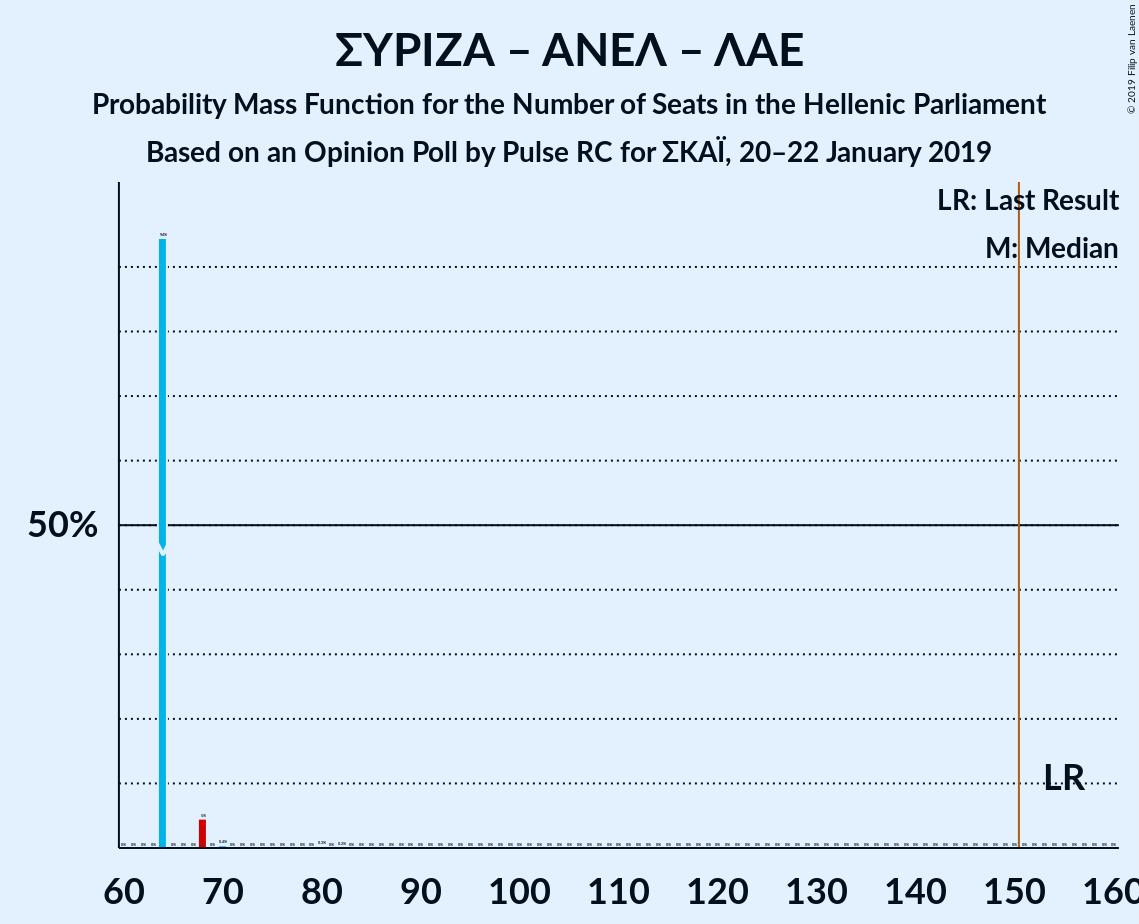 ΣΥΡΙΖΑ – ΑΝΕΛ – ΛΑΕ
Probability Mass Function for the Number of Seats in the Hellenic Parliament
Based on an Opinion Poll by Pulse RC for ΣΚΑΪ, 20–22 January 2019
© 2019 Filip van Laenen
LR: Last Result
M: Median
50%
M
LR
60 70 80 90 100 110 120 130 140 150 160